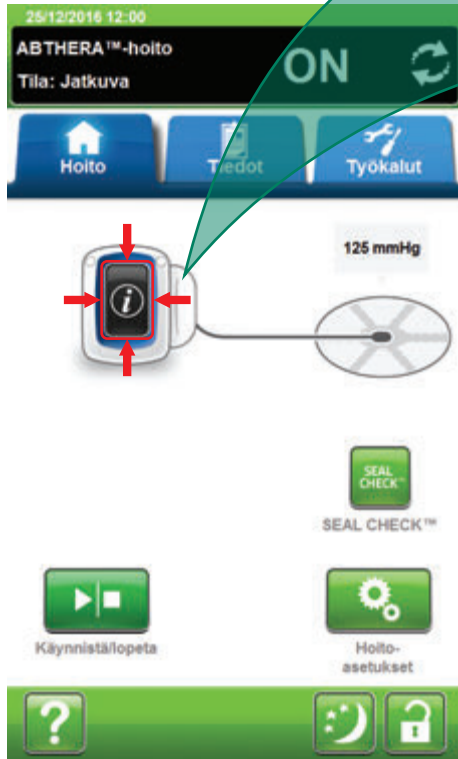 25/12/2016 12:00
ABTHERA™-hoito
Tila: Jatkuva
ON
Hoito
Tiedot
Työkalut
125 mmHg
i
SEAL
CHECK™
SEAL CHECK™
Käynnistä/lopeta
Hoito-
asetukset
?